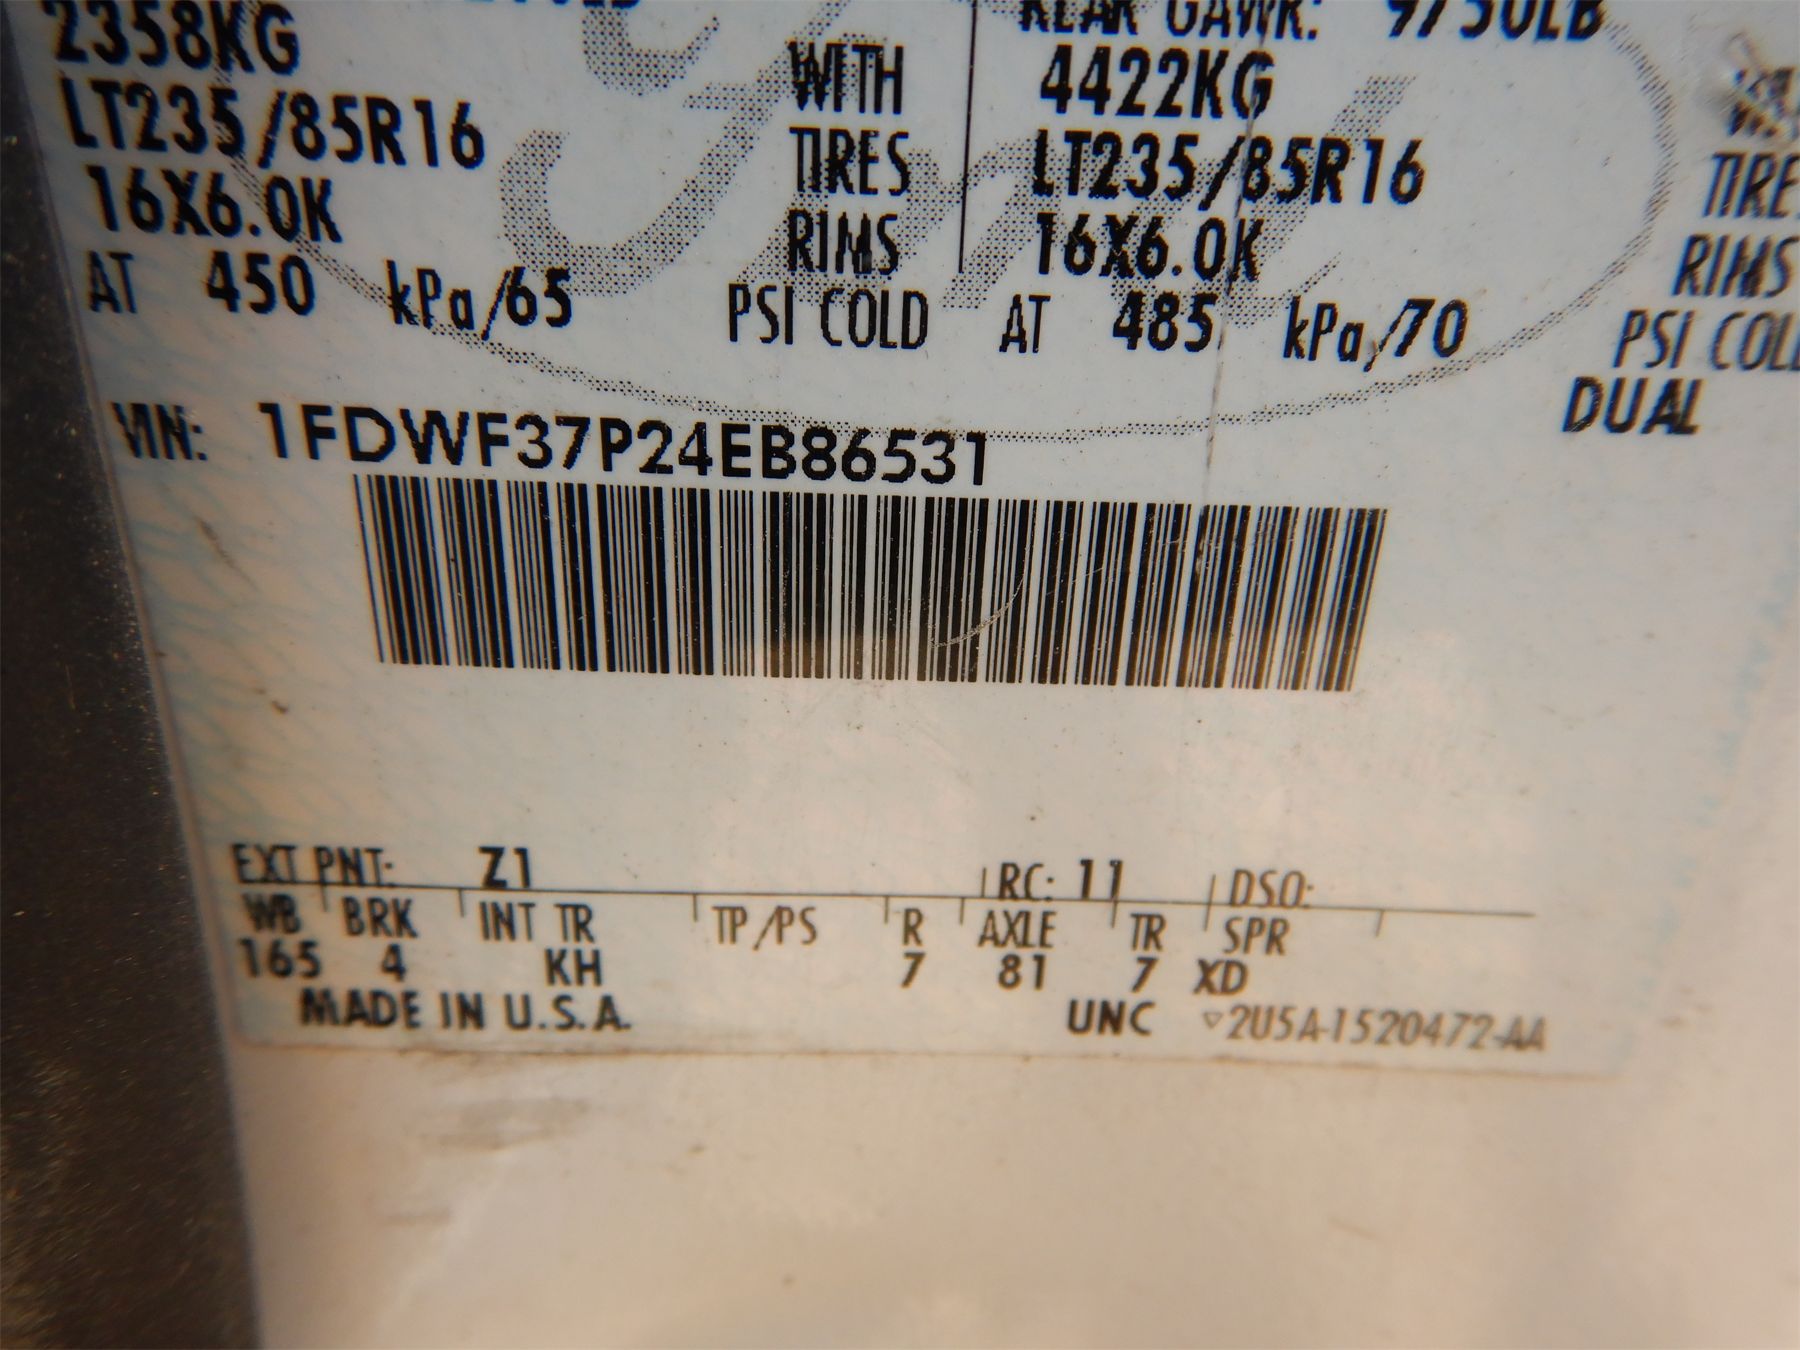 REAR GAWR: 9750LB
2358KG WITH 4422KG
LT235/85R16 TIRES LT235/85R16 TIRE
16X6.0K RIMS 16X6.0K RIMS
AT 450 kPa/65 PSI COLD AT 485 kPa/70 PSI COL
DUAL
VIN: 1FDWF37P24EB86531
EXT PNT: Z1 RC: 11 DSO:
WB BRK INT TR TP/PS R AXLE TR SPR
165 4 KH 7 81 7 XD
MADE IN U.S.A. UNC ▽2U5A-1520472-AA